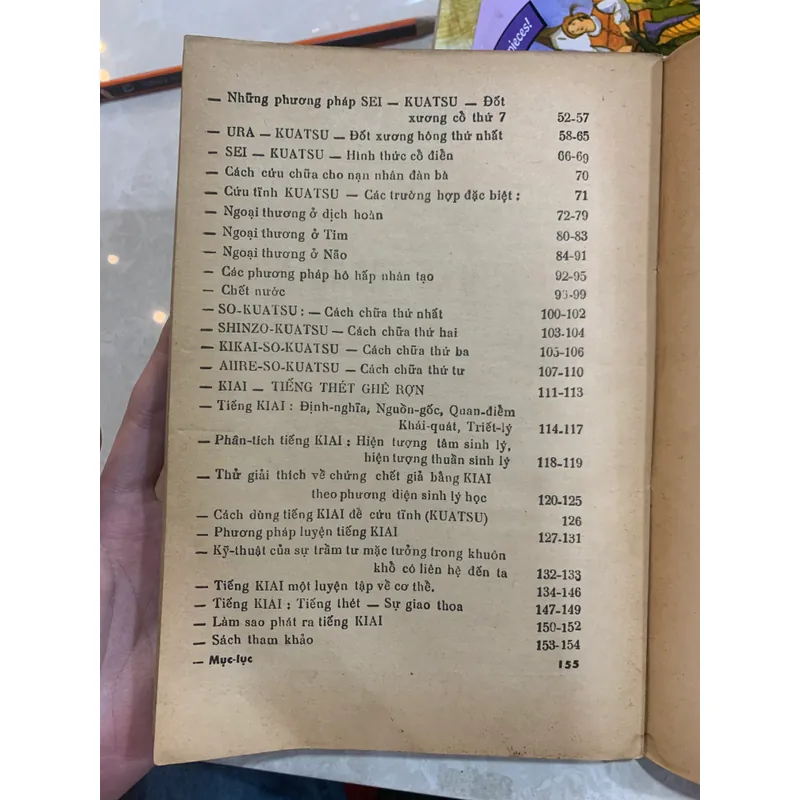 pieces!
— Những phương pháp SEI — KUATSU — Đốt
xương cổ thứ 7 52-57
— URA — KUATSU — Đốt xương hông thứ nhất 58-65
— SEI — KUATSU — Hình thức cổ điển 66-69
— Cách cứu chữa cho nạn nhân đàn bà 70
— Cứu tỉnh KUATSU — Các trường hợp đặc biệt : 71
— Ngoại thương ở dịch hoàn 72-79
— Ngoại thương ở Tim 80-83
— Ngoại thương ở Não 84-91
— Các phương pháp hô hấp nhân tạo 92-95
— Chết nước 96-99
— SO-KUATSU : — Cách chữa thứ nhất 100-102
— SHINZO-KUATSU — Cách chữa thứ hai 103-104
— KIKAI-SO-KUATSU — Cách chữa thứ ba 105-106
— AIIRE-SO-KUATSU — Cách chữa thứ tư 107-110
— KIAI — TIẾNG THÉT GHÊ RỢN 111-113
— Tiếng KIAI : Định-nghĩa, Nguồn-gốc, Quan-điểm
Khái-quát, Triết-lý 114-117
— Phân-tích tiếng KIAI : Hiện tượng tâm sinh lý,
hiện tượng thuần sinh lý 118-119
— Thử giải thích về chứng chết giả bằng KIAI
theo phương diện sinh lý học 120-125
— Cách dùng tiếng KIAI để cứu tỉnh (KUATSU) 126
— Phương pháp luyện tiếng KIAI 127-131
— Kỹ-thuật của sự trầm tư mặc tưởng trong khuôn
khổ có liên hệ đến ta 132-133
— Tiếng KIAI một luyện tập về cơ thể. 134-146
— Tiếng KIAI : Tiếng thét — Sự giao thoa 147-149
— Làm sao phát ra tiếng KIAI 150-152
— Sách tham khảo 153-154
— Mục-lục 155